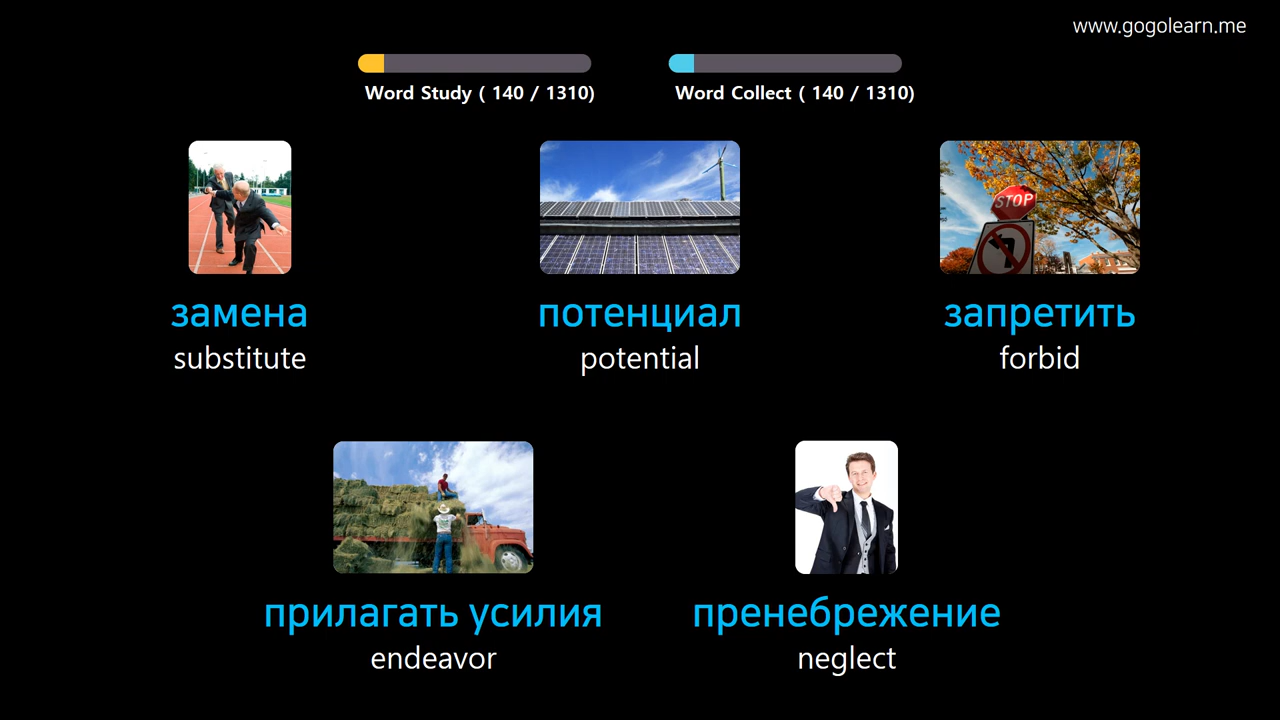 www.gogolearn.me
Word Study ( 140 / 1310)
Word Collect ( 140 / 1310)
STOP
замена
substitute
потенциал
potential
запретить
forbid
прилагать усилия
endeavor
пренебрежение
neglect